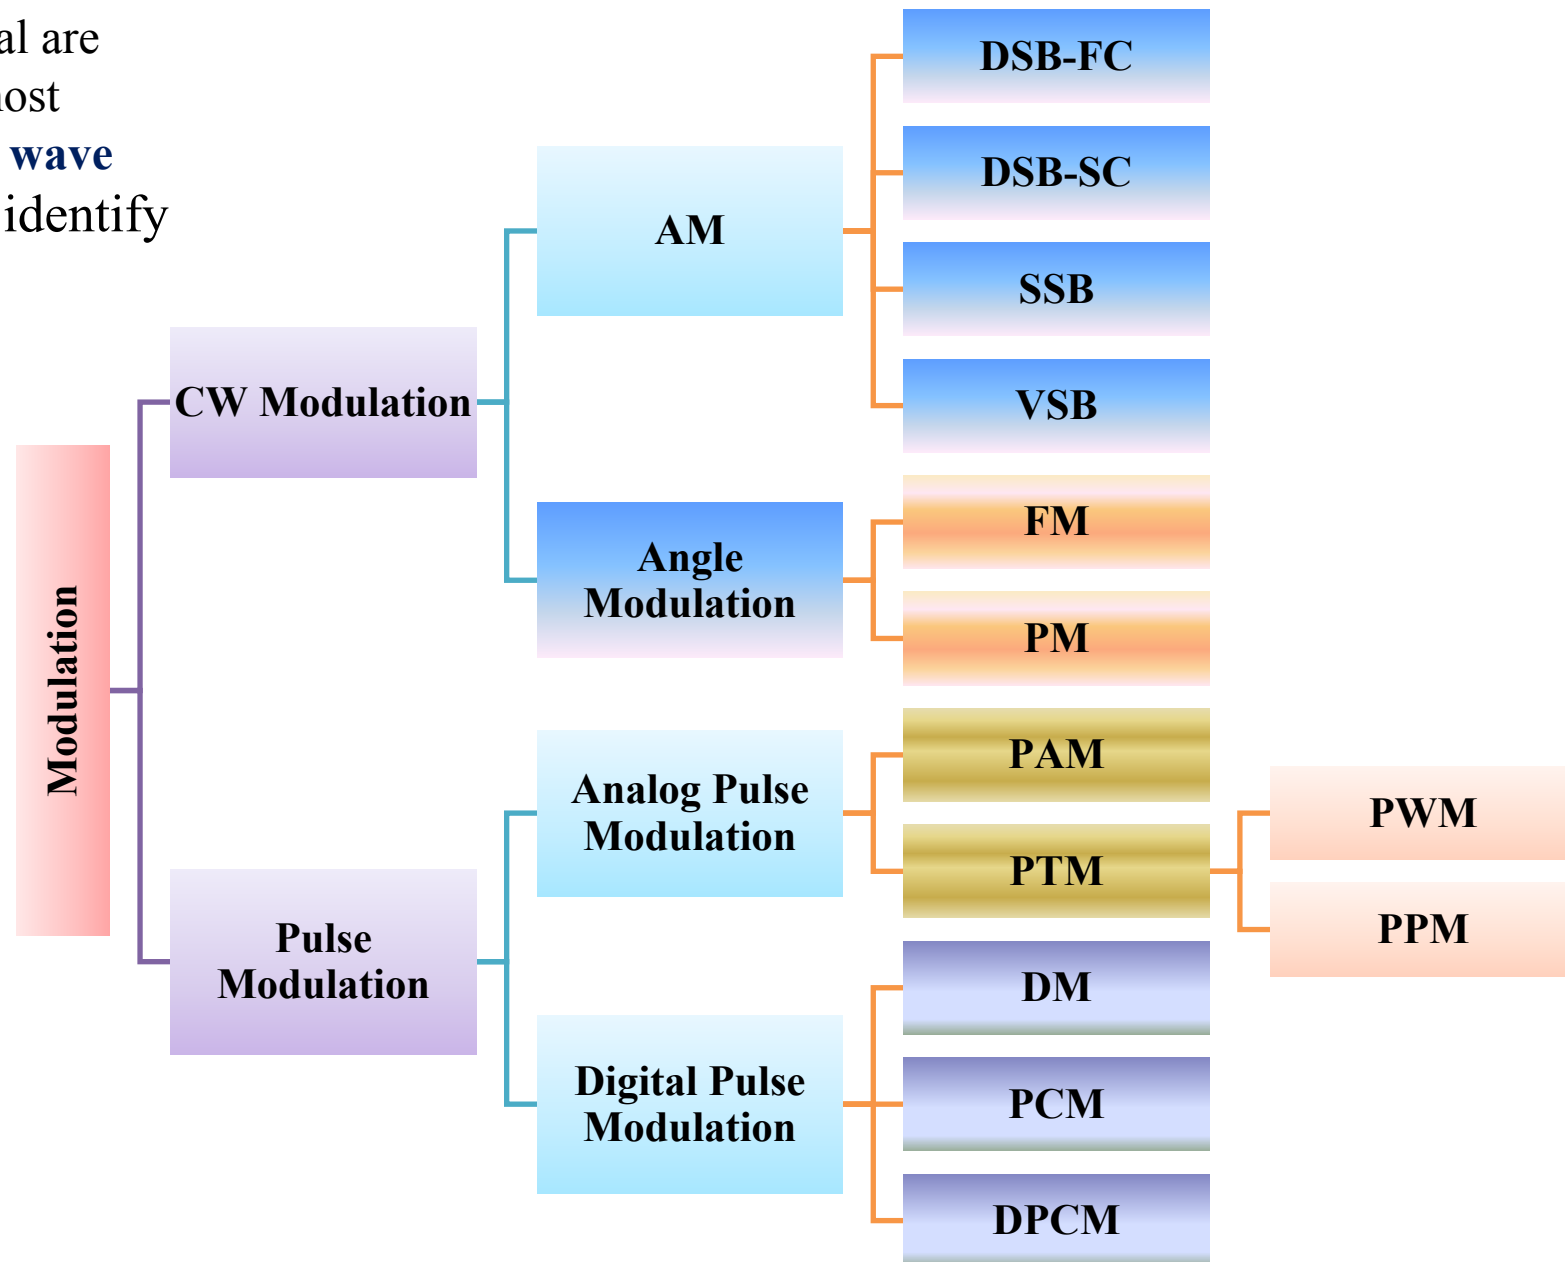 al are
wave
identify
DSB-FC
DSB-SC
AM
SSB
VSB
CW Modulation
Angle
Modulation
FM
PM
Modulation
Analog Pulse
Modulation
PAM
PTM
PWM
PPM
Pulse
Modulation
Digital Pulse
Modulation
DM
PCM
DPCM